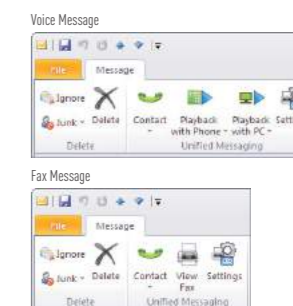 Voice Message
File Message
Ignore
Junk
Delete
Contact
Playback with Phone
Playback with PC
Sett
Delete
Unified Messaging
Fax Message
File Message
Ignore
Junk
Delete
Contact
View Fax
Settings
Delete
Unified Messaging